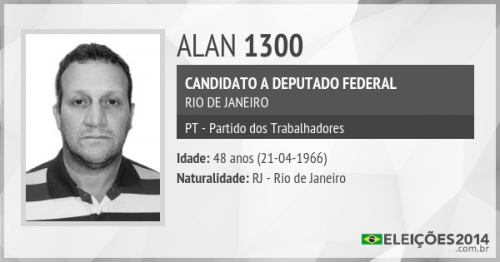 ALAN 1300
CANDIDATO A DEPUTADO FEDERAL
RIO DE JANEIRO
PT - Partido dos Trabalhadores
Idade: 48 anos (21-04-1966)
Naturalidade: RJ - Rio de Janeiro
ELEIÇÕES2014
.com.br